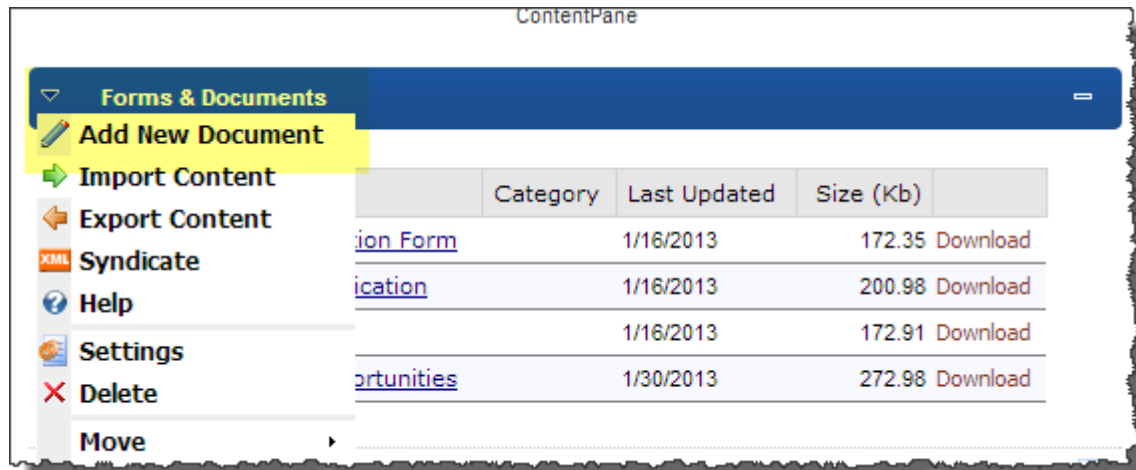 ContentPane
Forms & Documents
Add New Document
Import Content
Category Last Updated Size (Kb)
Export Content
tion Form 1/16/2013 172.35 Download
XML Syndicate
ication 1/16/2013 200.98 Download
Help
1/16/2013 172.91 Download
Settings
ortunities 1/30/2013 272.98 Download
Delete
Move